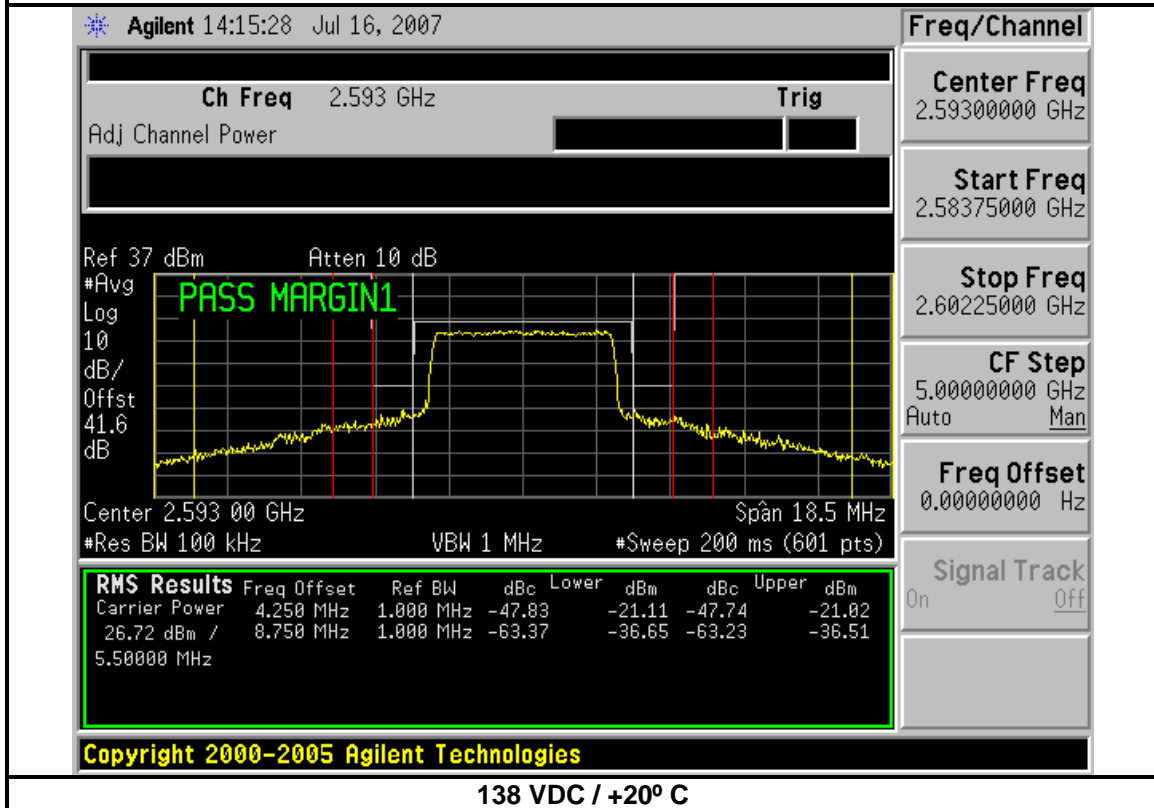 Agilent 14:15:28 Jul 16, 2007
Freq/Channel
Ch Freq 2.593 GHz Trig
Adj Channel Power
Center Freq
2.59300000 GHz
Start Freq
2.58375000 GHz
Stop Freq
2.60225000 GHz
CF Step
5.00000000 GHz
Auto Man
Freq Offset
0.00000000 Hz
Signal Track
On Off
Ref 37 dBm Atten 10 dB
#Avg
Log
10
dB/
Offst
41.6
dB
PASS MARGIN1
Center 2.593 00 GHz Span 18.5 MHz
#Res BW 100 kHz VBW 1 MHz #Sweep 200 ms (601 pts)
RMS Results Freq Offset Ref BW dBc Lower dBm dBc Upper dBm
Carrier Power 4.250 MHz 1.000 MHz -47.83 -21.11 -47.74 -21.02
26.72 dBm / 8.750 MHz 1.000 MHz -63.37 -36.65 -63.23 -36.51
5.50000 MHz
Copyright 2000-2005 Agilent Technologies
138 VDC / +20º C